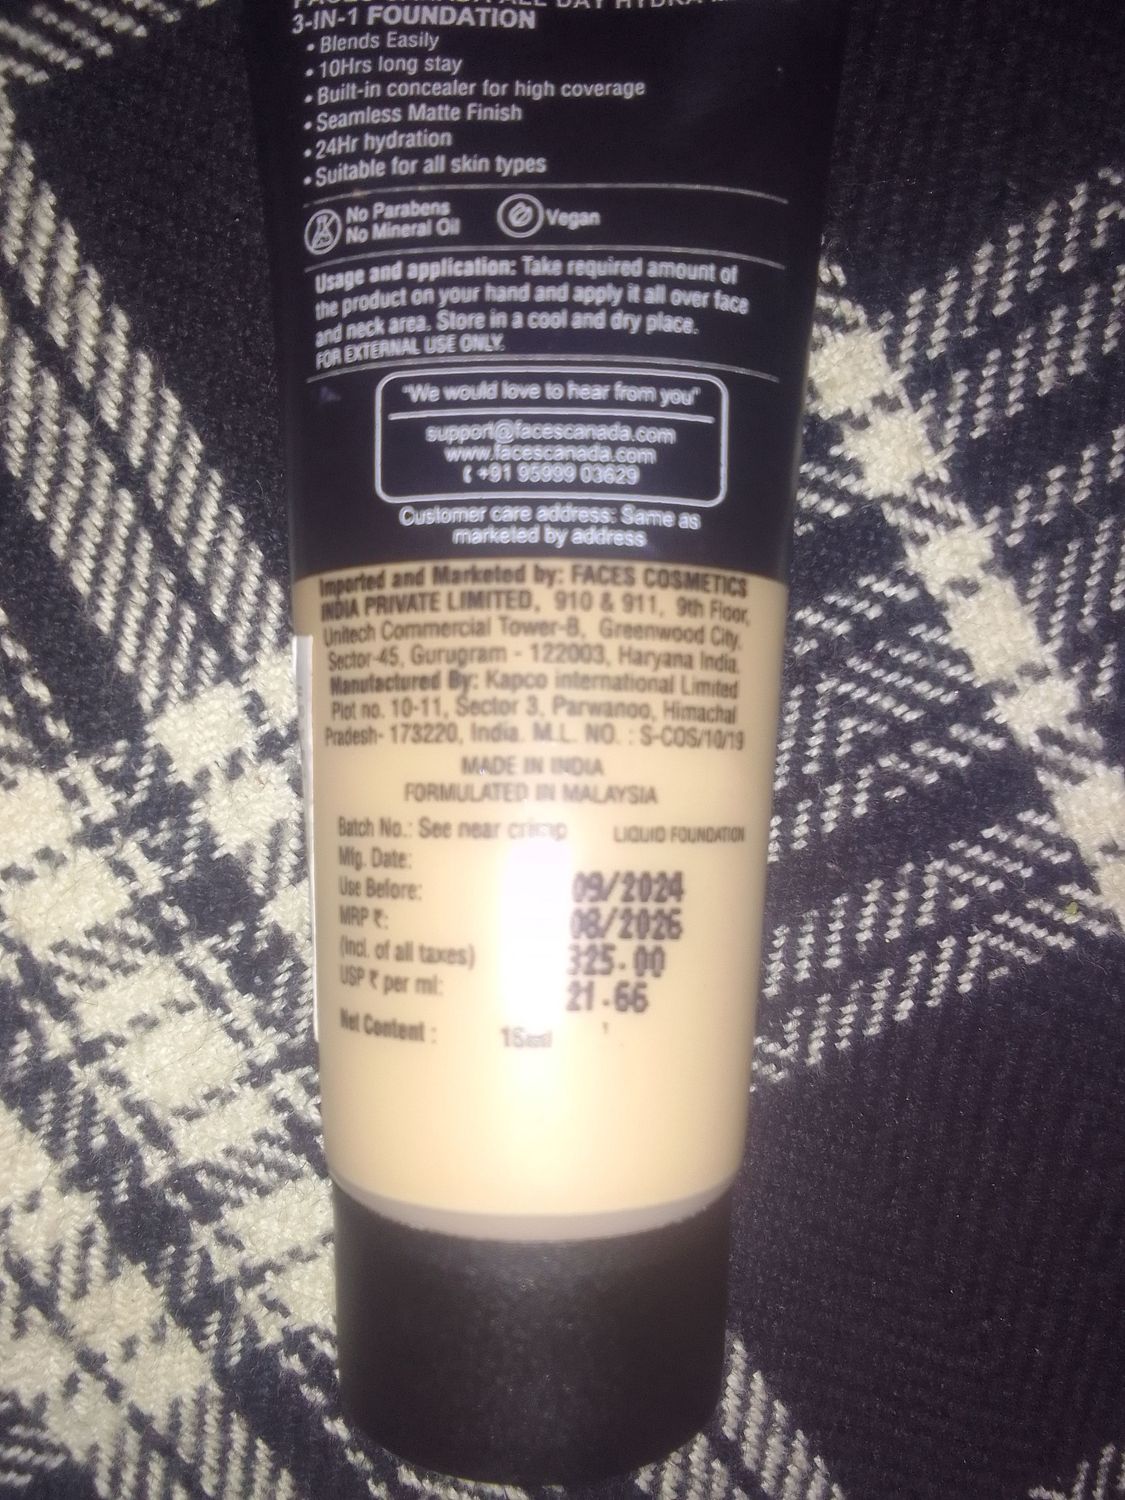 FACES CANADA ALL DAY HYDRA
3-IN-1 FOUNDATION
• Blends Easily
• 10Hrs long stay
• Built-in concealer for high coverage
• Seamless Matte Finish
• 24Hr hydration
• Suitable for all skin types
No Parabens
No Mineral Oil
Vegan
Usage and application: Take required amount of
the product on your hand and apply it all over face
and neck area. Store in a cool and dry place.
FOR EXTERNAL USE ONLY.
"We would love to hear from you"
support@facescanada.com
www.facescanada.com
+91 95999 03629
Customer care address: Same as
marketed by address
Imported and Marketed by: FACES COSMETICS
INDIA PRIVATE LIMITED, 910 & 911, 9th Floor,
Unitech Commercial Tower-B, Greenwood City,
Sector-45, Gurugram - 122003, Haryana India.
Manufactured By: Kapco international Limited
Plot no. 10-11, Sector 3, Parwanoo, Himachal
Pradesh- 173220, India. M.L. NO. : S-COS/10/19
MADE IN INDIA
FORMULATED IN MALAYSIA
Batch No.: See near crimp LIQUID FOUNDATION
Mfg. Date: 09/2024
Use Before: 08/2026
MRP ₹: 325.00
(incl. of all taxes)
USP ₹ per ml: 21.66
Net Content : 15ml